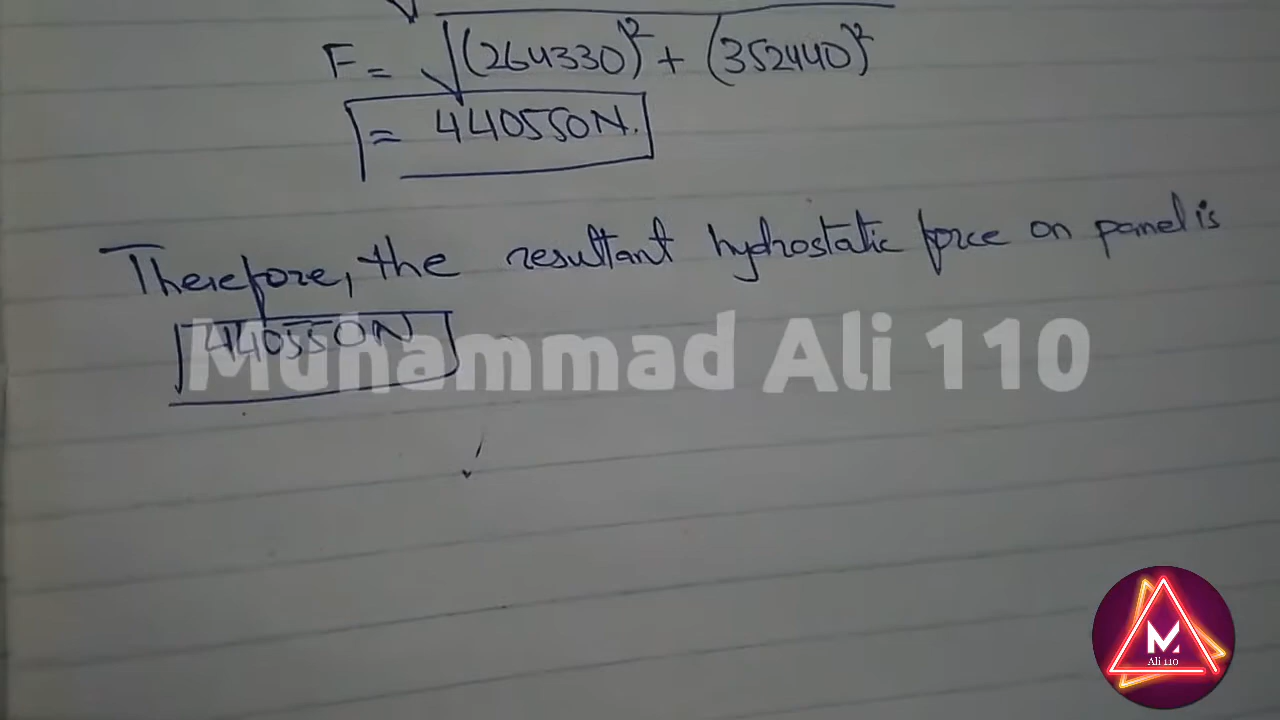 F = √(264330)² + (352440)²
= 440550N.
Therefore, the resultant hydrostatic force on panel is
440550N
Muhammad Ali 110
M
Ali 110